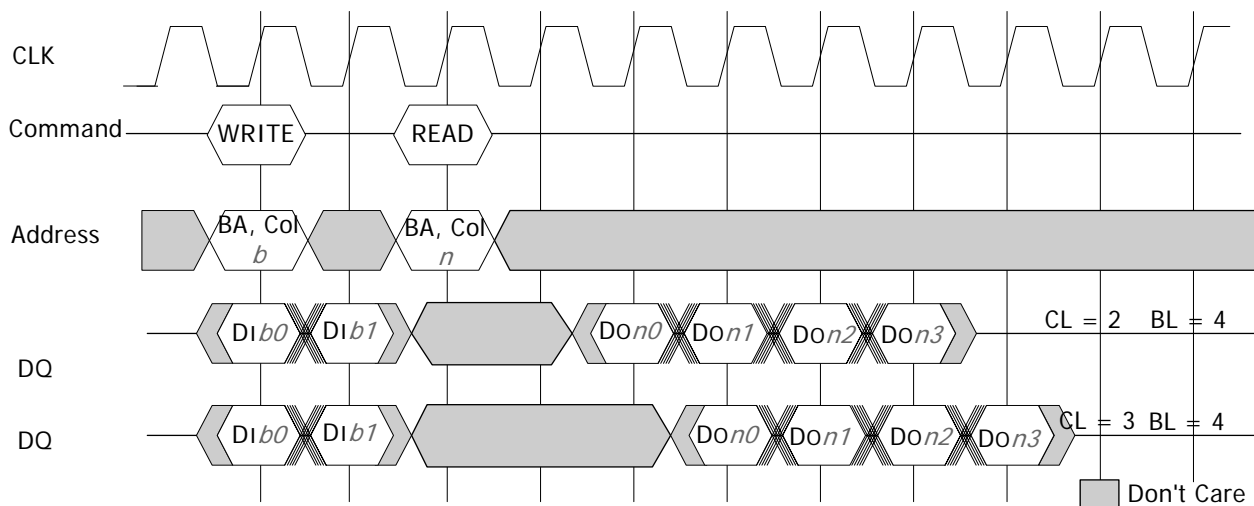 CLK
Command
WRITE
READ
Address
BA, Col
b
BA, Col
n
DQ
DIb0
DIb1
DOn0
DOn1
DOn2
DOn3
CL = 2 BL = 4
DQ
DIb0
DIb1
DOn0
DOn1
DOn2
DOn3
CL = 3 BL = 4
Don't Care